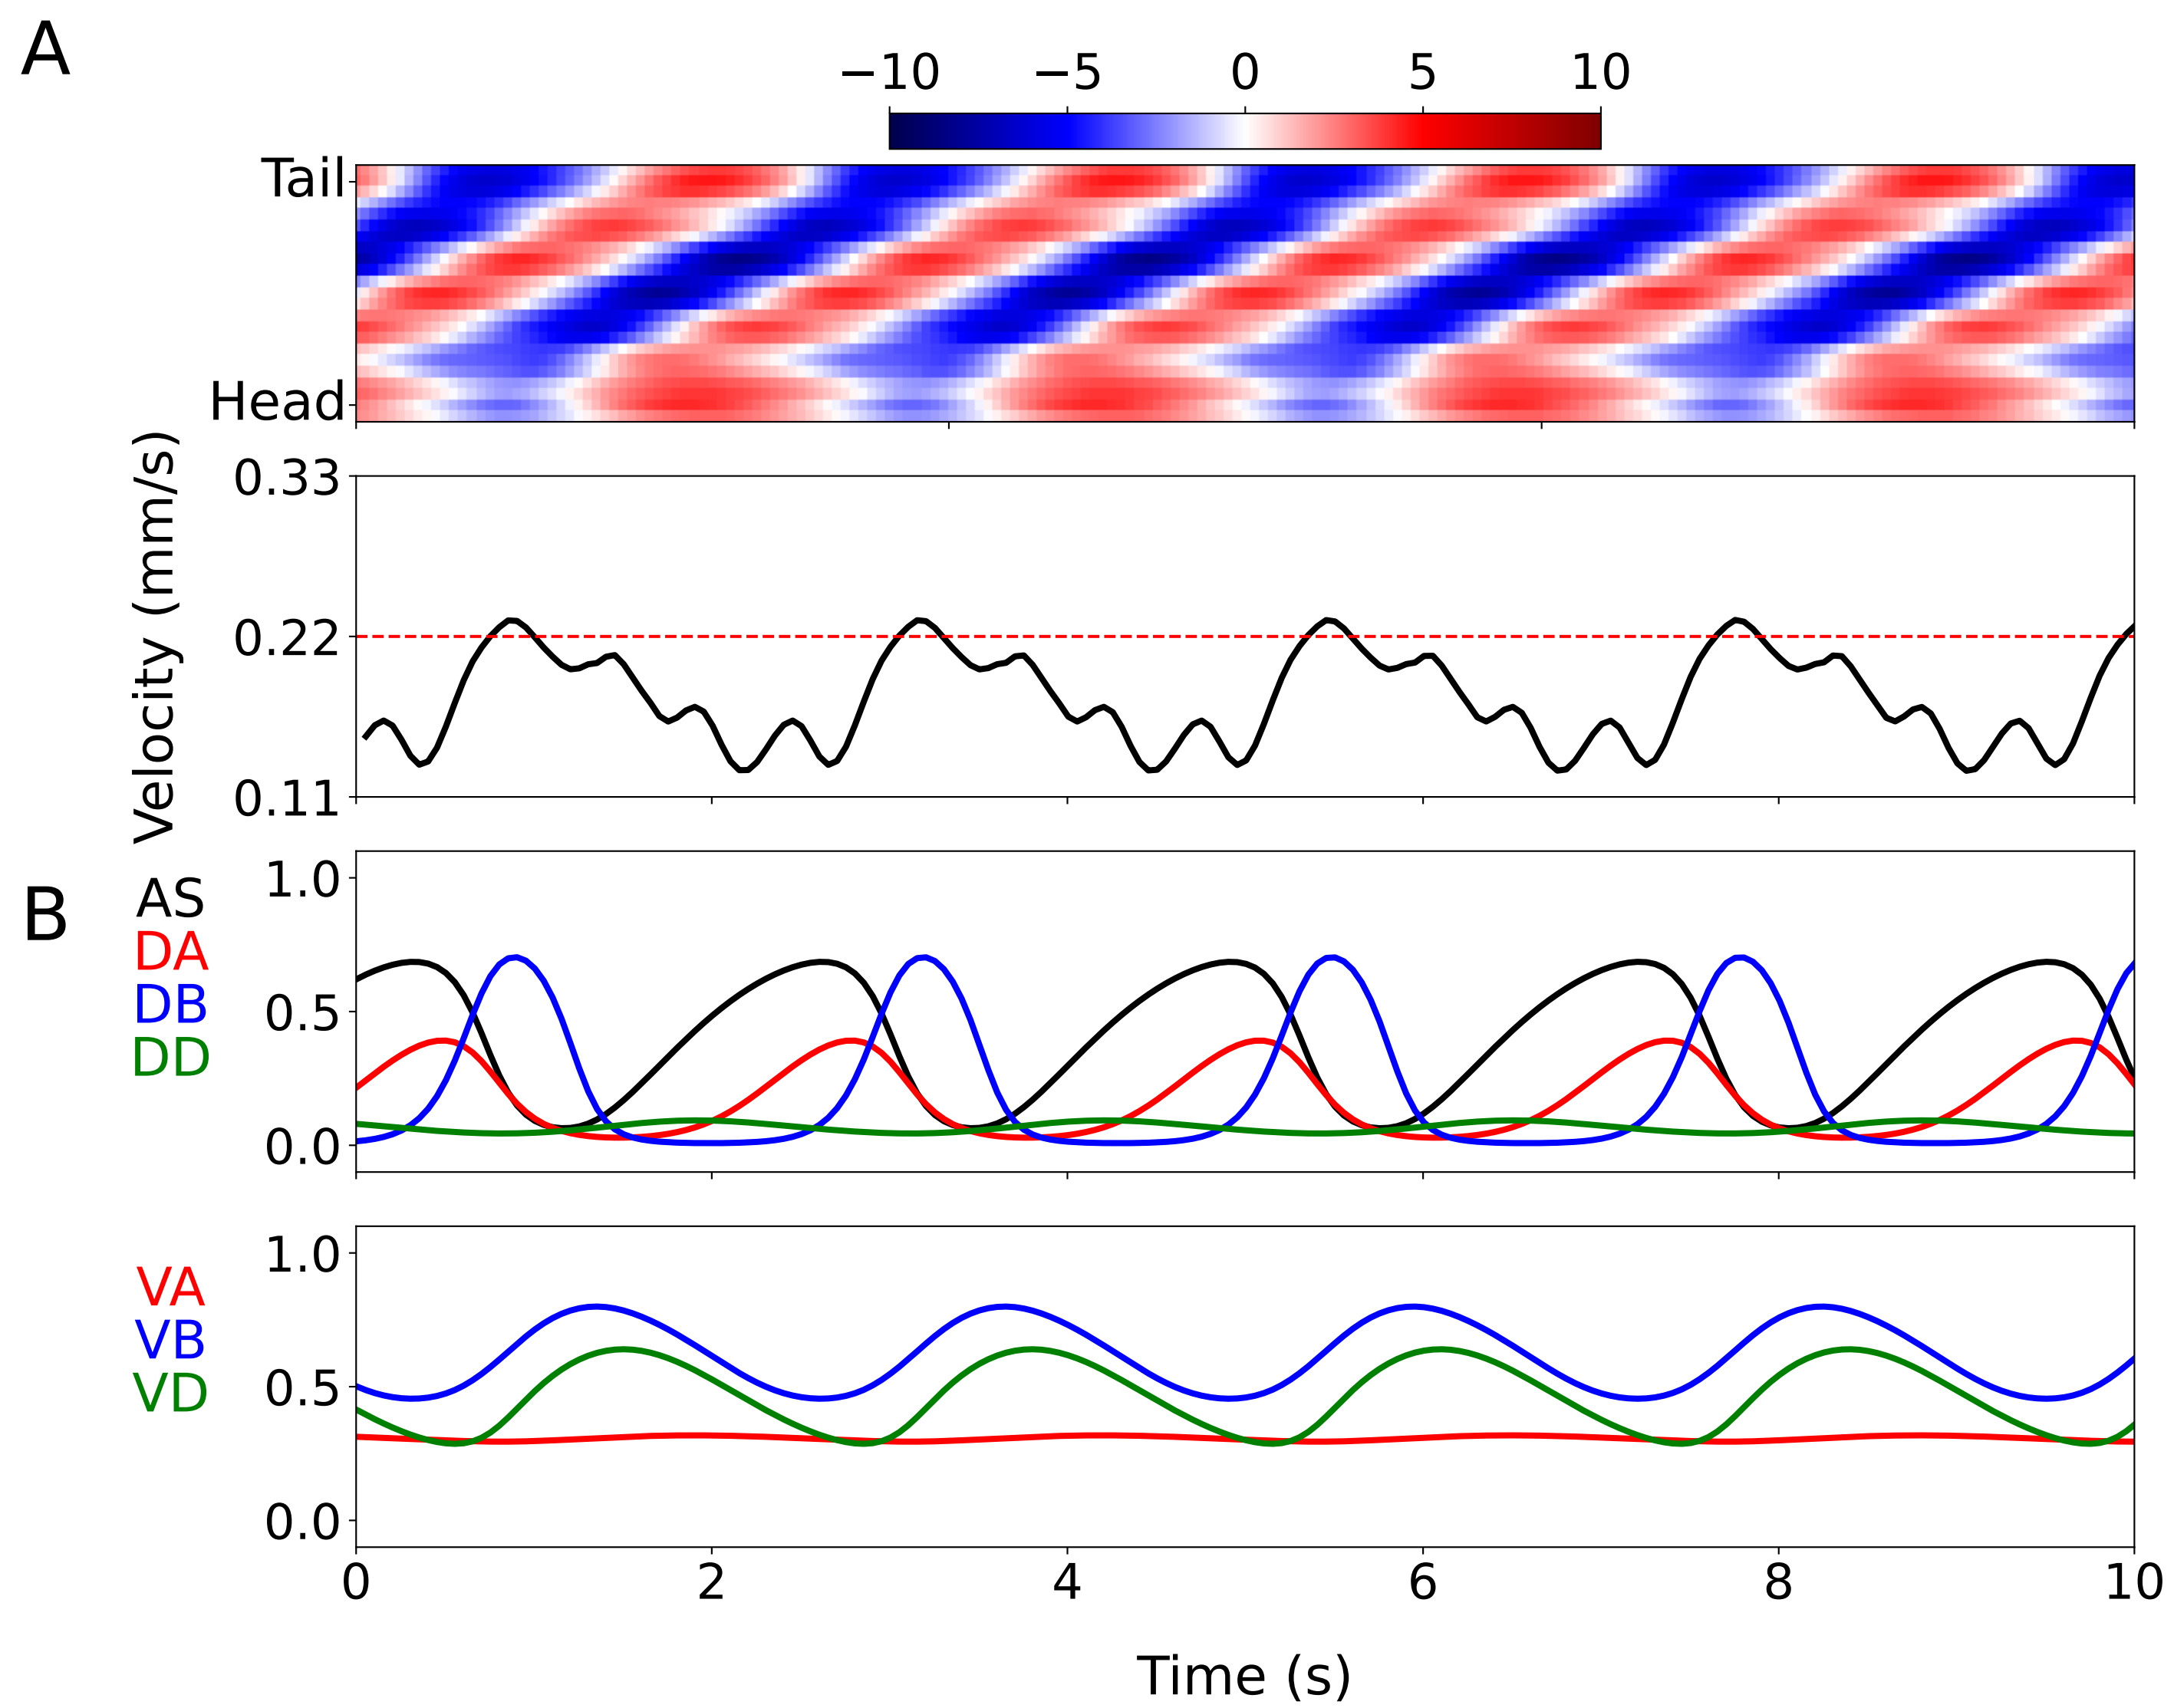 A
−10 −5 0 5 10
Tail
Head
Velocity (mm/s)
0.33
0.22
0.11
B
AS
DA
DB
DD
1.0
0.5
0.0
VA
VB
VD
1.0
0.5
0.0
0 2 4 6 8 10
Time (s)